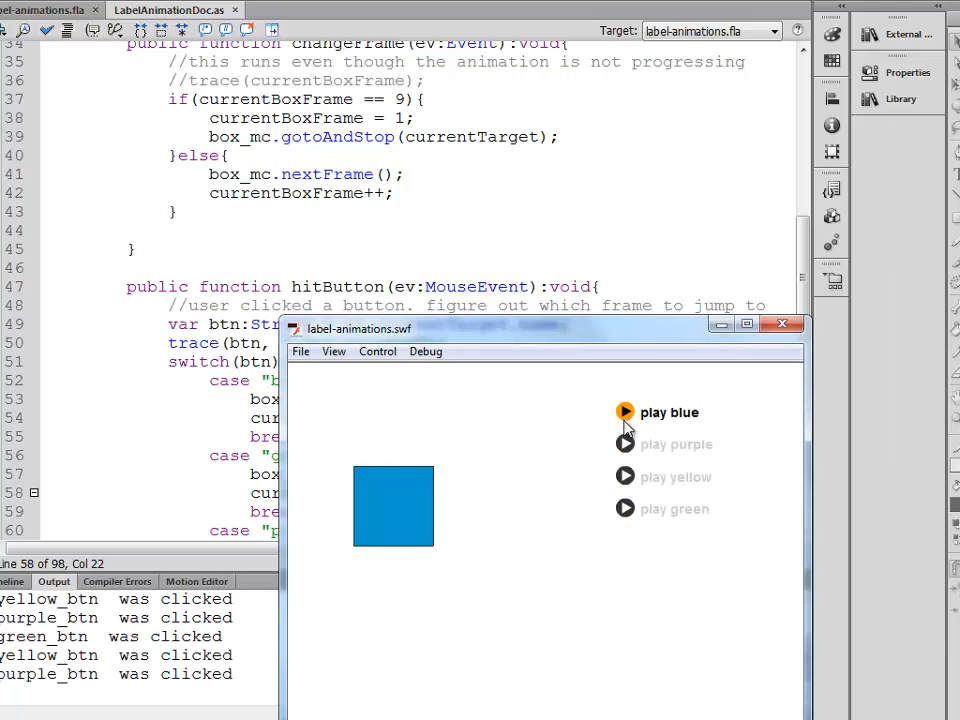 el-animations.fla × LabelAnimationDoc.as ×
Target: label-animations.fla
External ...
Properties
Library
34 public function changeFrame(ev:Event):void{
35 //this runs even though the animation is not progressing
36 //trace(currentBoxFrame);
37 if(currentBoxFrame == 9){
38 currentBoxFrame = 1;
39 box_mc.gotoAndStop(currentTarget);
40 }else{
41 box_mc.nextFrame();
42 currentBoxFrame++;
43 }
44
45 }
46
47 public function hitButton(ev:MouseEvent):void{
48 //user clicked a button. figure out which frame to jump to
49 var btn:Str
50 trace(btn,
51 switch(btn)
52 case "b
53 box
54 cur
55 bre
56 case "g
57 box
58 cur
59 bre
60 case "p
label-animations.swf
File View Control Debug
play blue
play purple
play yellow
play green
Line 58 of 98, Col 22
meline Output Compiler Errors Motion Editor
yellow_btn was clicked
purple_btn was clicked
green_btn was clicked
yellow_btn was clicked
purple_btn was clicked